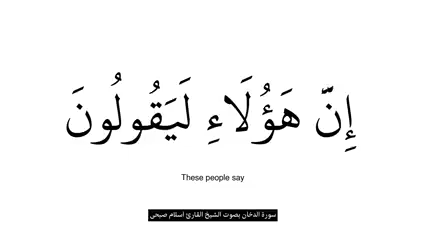 إِنَّ هَؤُلَاءِ لَيَقُولُونَ
These people say
سورة الدخان بصوت الشيخ القارئ اسلام صبحي